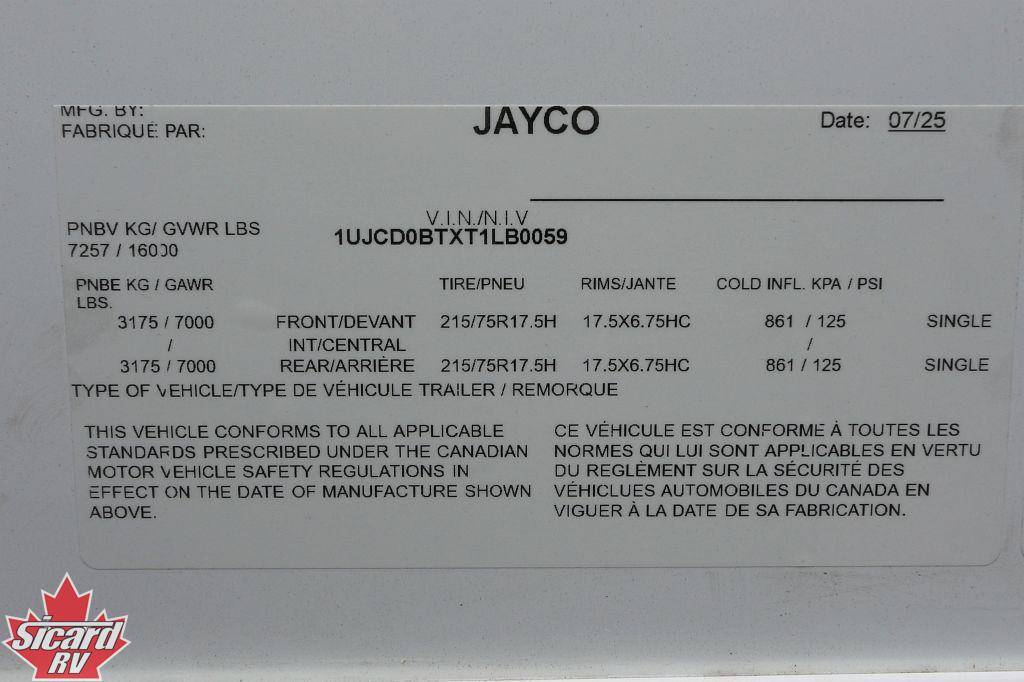 MFG. BY:
FABRIQUÉ PAR:
JAYCO
Date: 07/25
V.I.N./N.I.V
PNBV KG/ GVWR LBS
7257 / 16000
1UJCD0BTXT1LB0059
PNBE KG / GAWR LBS. TIRE/PNEU RIMS/JANTE COLD INFL. KPA / PSI
3175 / 7000 FRONT/DEVANT 215/75R17.5H 17.5X6.75HC 861 / 125 SINGLE
/ INT/CENTRAL /
3175 / 7000 REAR/ARRIÈRE 215/75R17.5H 17.5X6.75HC 861 / 125 SINGLE
TYPE OF VEHICLE/TYPE DE VÉHICULE TRAILER / REMORQUE
THIS VEHICLE CONFORMS TO ALL APPLICABLE
STANDARDS PRESCRIBED UNDER THE CANADIAN
MOTOR VEHICLE SAFETY REGULATIONS IN
EFFECT ON THE DATE OF MANUFACTURE SHOWN
ABOVE.
CE VÉHICULE EST CONFORME À TOUTES LES
NORMES QUI LUI SONT APPLICABLES EN VERTU
DU REGLÈMENT SUR LA SÉCURITÉ DES
VÉHICLUES AUTOMOBILES DU CANADA EN
VIGUER À LA DATE DE SA FABRICATION.
Sicard
RV